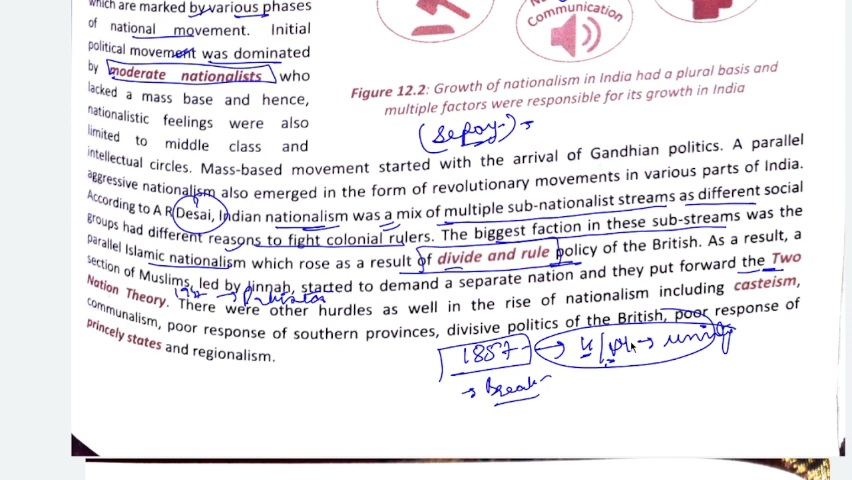 which are marked by various phases
of national movement. Initial
political movement was dominated
by moderate nationalists who
lacked a mass base and hence,
nationalistic feelings were also
limited to middle class and
Communication
Figure 12.2: Growth of nationalism in India had a plural basis and
multiple factors were responsible for its growth in India
(Sepoy)
intellectual circles. Mass-based movement started with the arrival of Gandhian politics. A parallel
aggressive nationalism also emerged in the form of revolutionary movements in various parts of India.
According to A R Desai, Indian nationalism was a mix of multiple sub-nationalist streams as different social
groups had different reasons to fight colonial rulers. The biggest faction in these sub-streams was the
parallel Islamic nationalism which rose as a result of divide and rule policy of the British. As a result, a
section of Muslims, led by Jinnah, started to demand a separate nation and they put forward the Two
Nation Theory. There were other hurdles as well in the rise of nationalism including casteism,
→ Pakistan
communalism, poor response of southern provinces, divisive politics of the British, poor response of
princely states and regionalism.
1857 → H/M → unity
→ Break